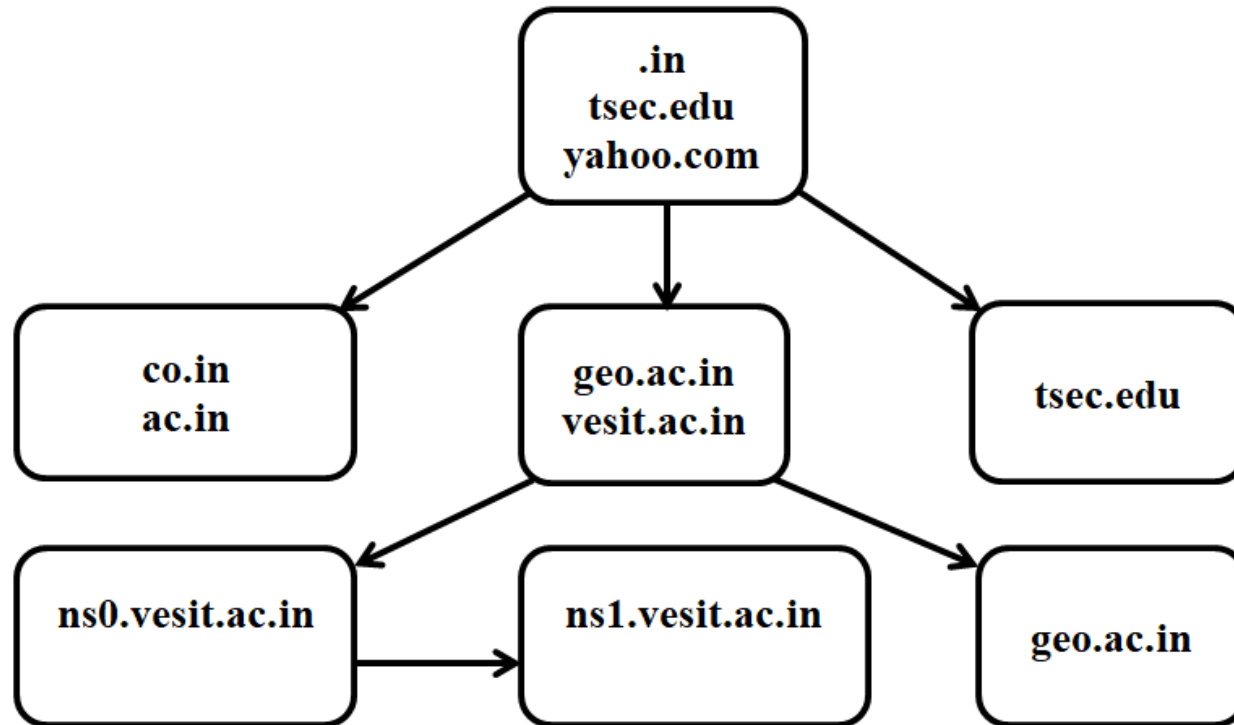 .in
tsec.edu
yahoo.com
co.in
ac.in
geo.ac.in
vesit.ac.in
tsec.edu
ns0.vesit.ac.in
ns1.vesit.ac.in
geo.ac.in